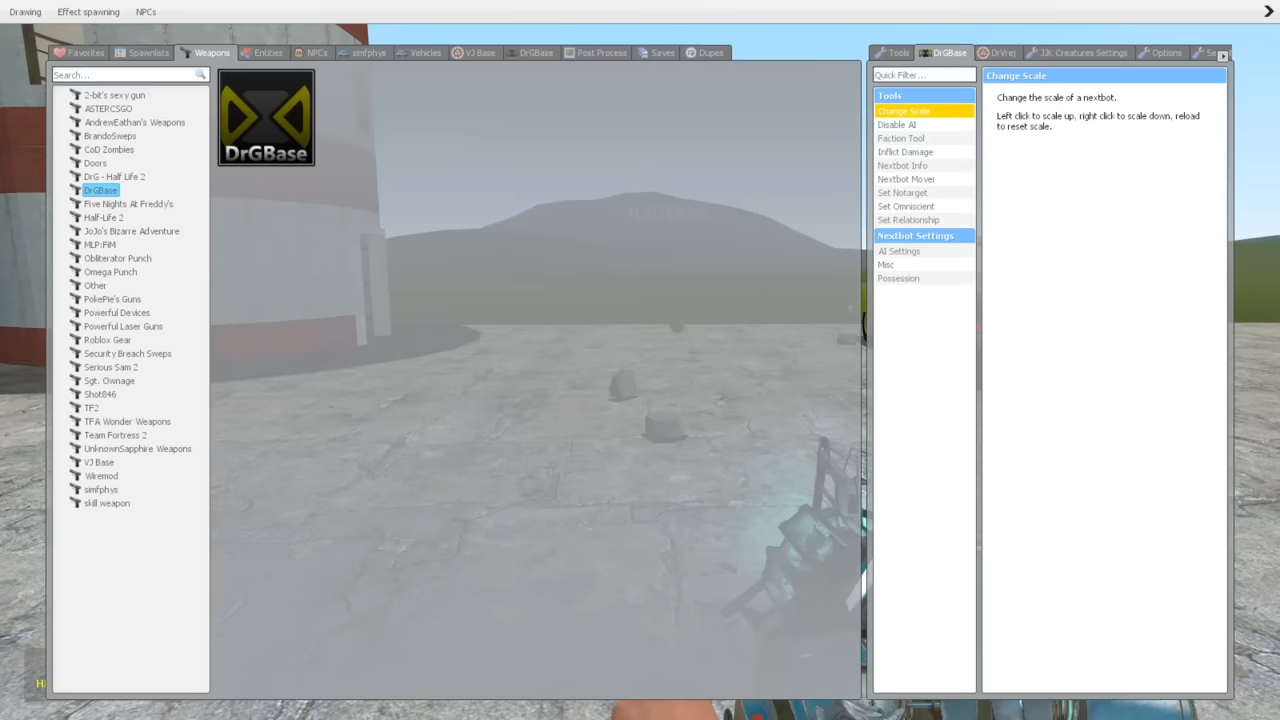 Drawing Effect spawning NPCs
Favorites Spawnlists Weapons Entities NPCs simfphys Vehicles VJ Base DrGBase Post Process Saves Dupes
Tools DrGBase DrVrej JJK Creatures Settings Options Se
Search...
2-bit's sexy gun
ASTERCSGO
AndrewEathan's Weapons
BrandoSweps
CoD Zombies
Doors
DrG - Half Life 2
DrGBase
Five Nights At Freddy's
Half-Life 2
JoJo's Bizarre Adventure
MLP:FiM
Obliterator Punch
Omega Punch
Other
PokePie's Guns
Powerful Devices
Powerful Laser Guns
Roblox Gear
Security Breach Sweps
Serious Sam 2
Sgt. Ownage
Shot846
TF2
TFA Wonder Weapons
Team Fortress 2
UnknownSapphire Weapons
VJ Base
Wiremod
simfphys
skill weapon
DrGBase
Quick Filter...
Tools
Change Scale
Disable AI
Faction Tool
Inflict Damage
Nextbot Info
Nextbot Mover
Set Notarget
Set Omniscient
Set Relationship
Nextbot Settings
AI Settings
Misc
Possession
Change Scale
Change the scale of a nextbot.
Left click to scale up, right click to scale down, reload
to reset scale.